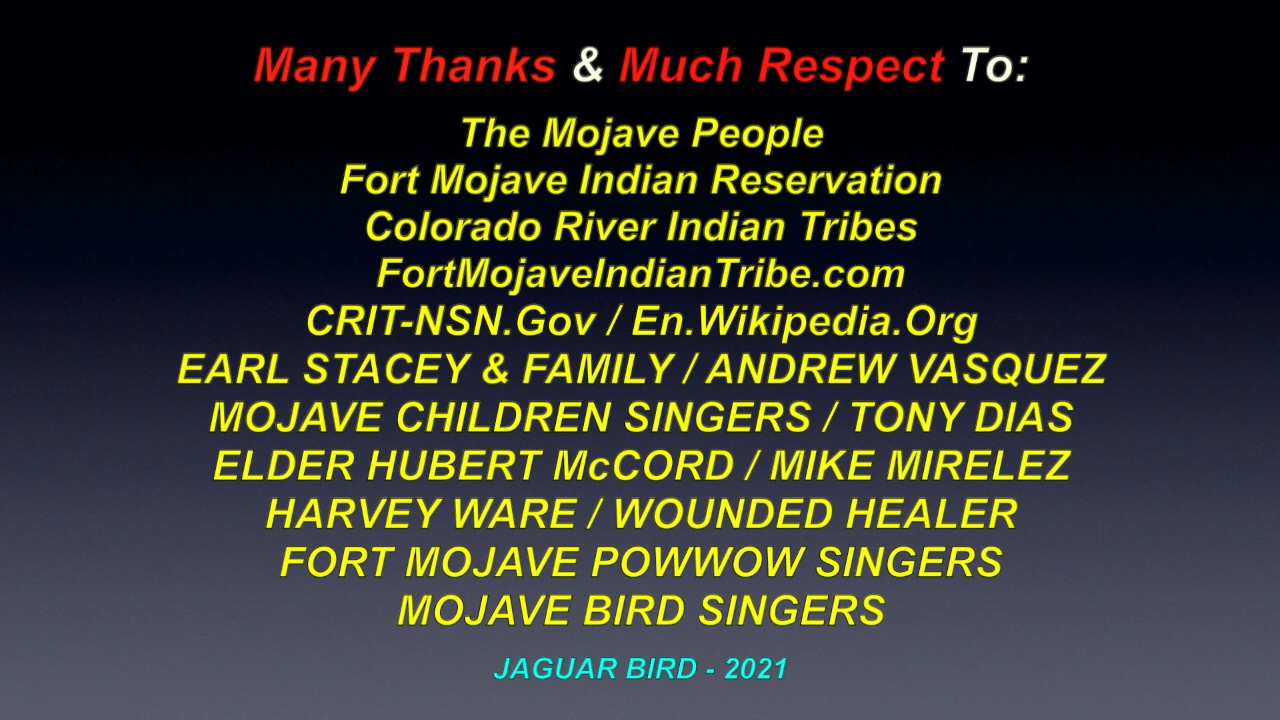 Many Thanks & Much Respect To:
The Mojave People
Fort Mojave Indian Reservation
Colorado River Indian Tribes
FortMojaveIndianTribe.com
CRIT-NSN.Gov / En.Wikipedia.Org
EARL STACEY & FAMILY / ANDREW VASQUEZ
MOJAVE CHILDREN SINGERS / TONY DIAS
ELDER HUBERT McCORD / MIKE MIRELEZ
HARVEY WARE / WOUNDED HEALER
FORT MOJAVE POWWOW SINGERS
MOJAVE BIRD SINGERS
JAGUAR BIRD - 2021